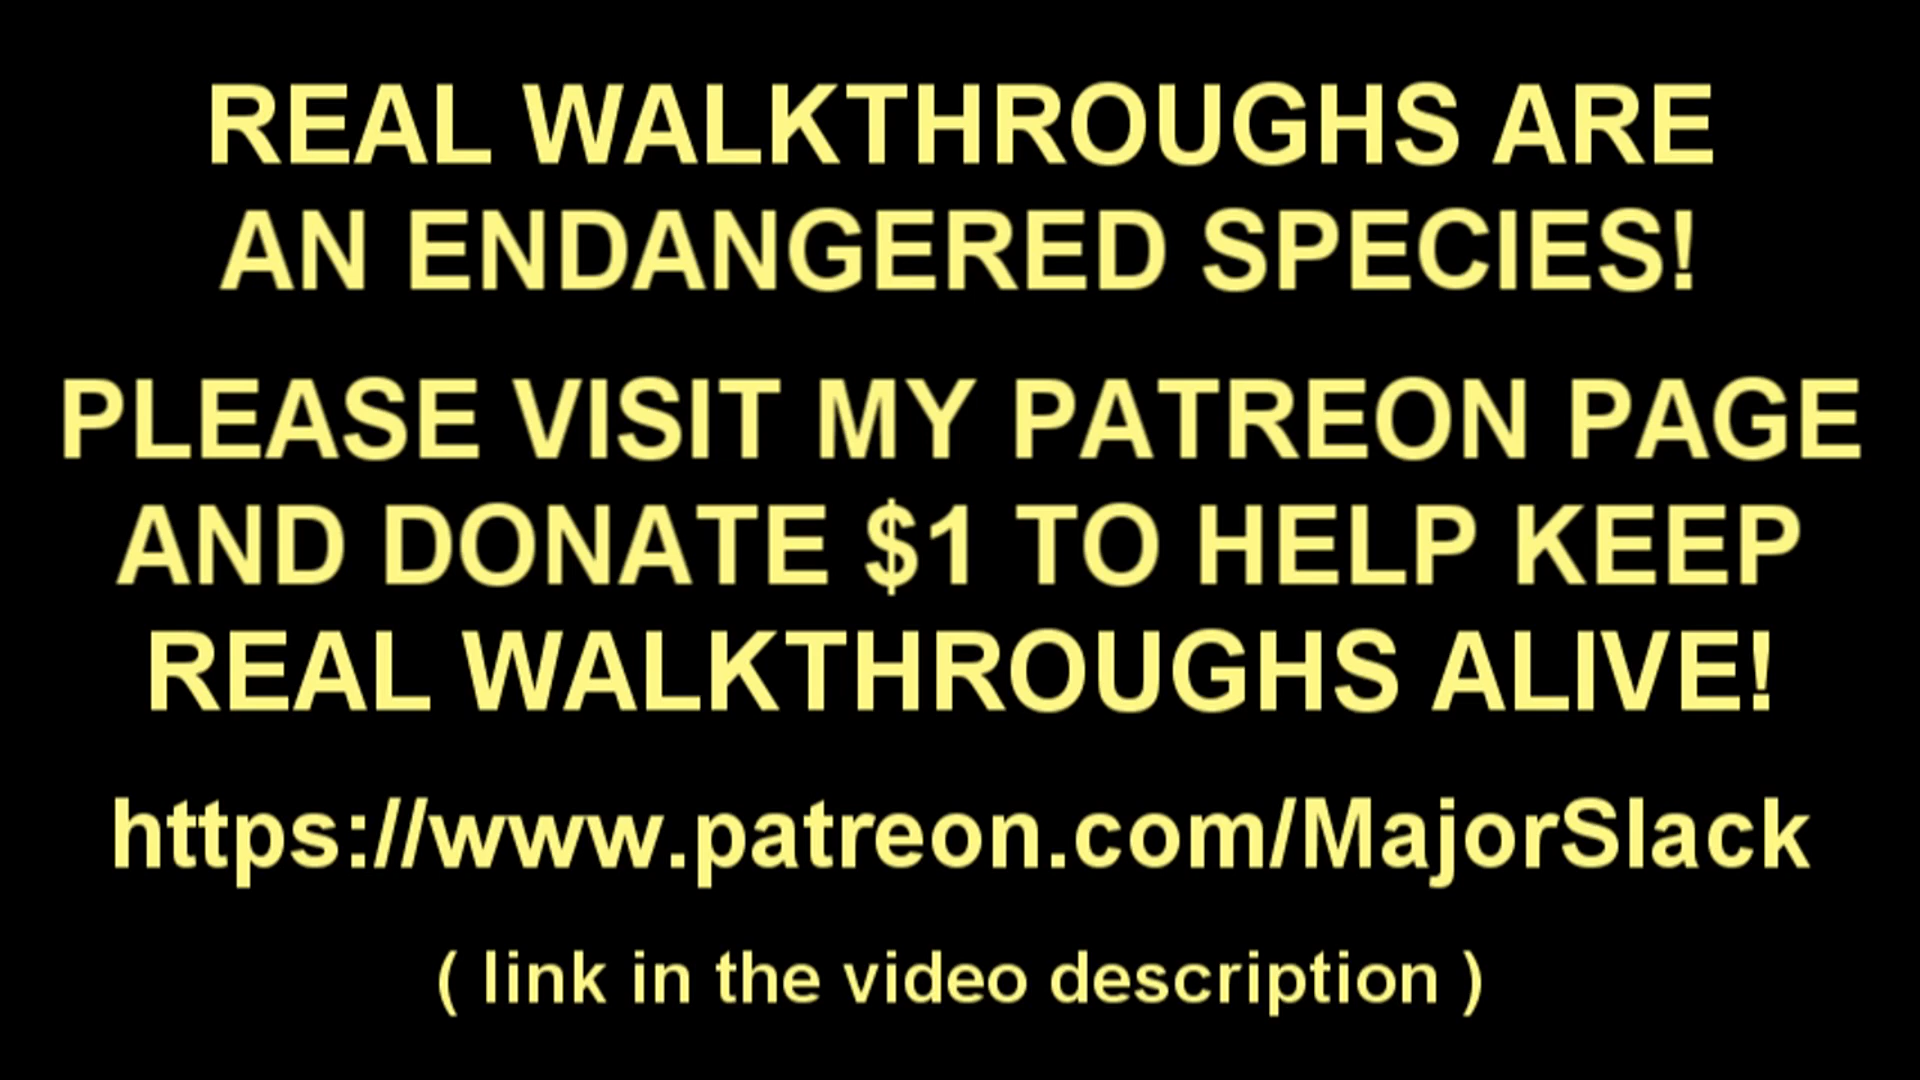 REAL WALKTHROUGHS ARE
AN ENDANGERED SPECIES!
PLEASE VISIT MY PATREON PAGE
AND DONATE $1 TO HELP KEEP
REAL WALKTHROUGHS ALIVE!
https://www.patreon.com/MajorSlack
( link in the video description )